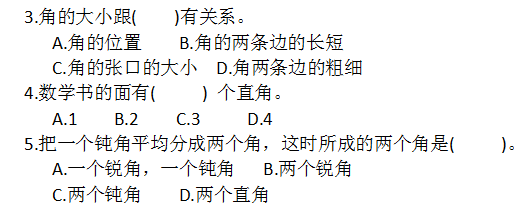 3.角的大小跟(      )有关系。
A.角的位置      B.角的两条边的长短
C.角的张口的大小   D.角两条边的粗细
4.数学书的面有(        ) 个直角。
A.1      B.2      C.3        D.4
5.把一个钝角平均分成两个角，这时所成的两个角是(        )。
A.一个锐角，一个钝角    B.两个锐角
C.两个钝角      D.两个直角